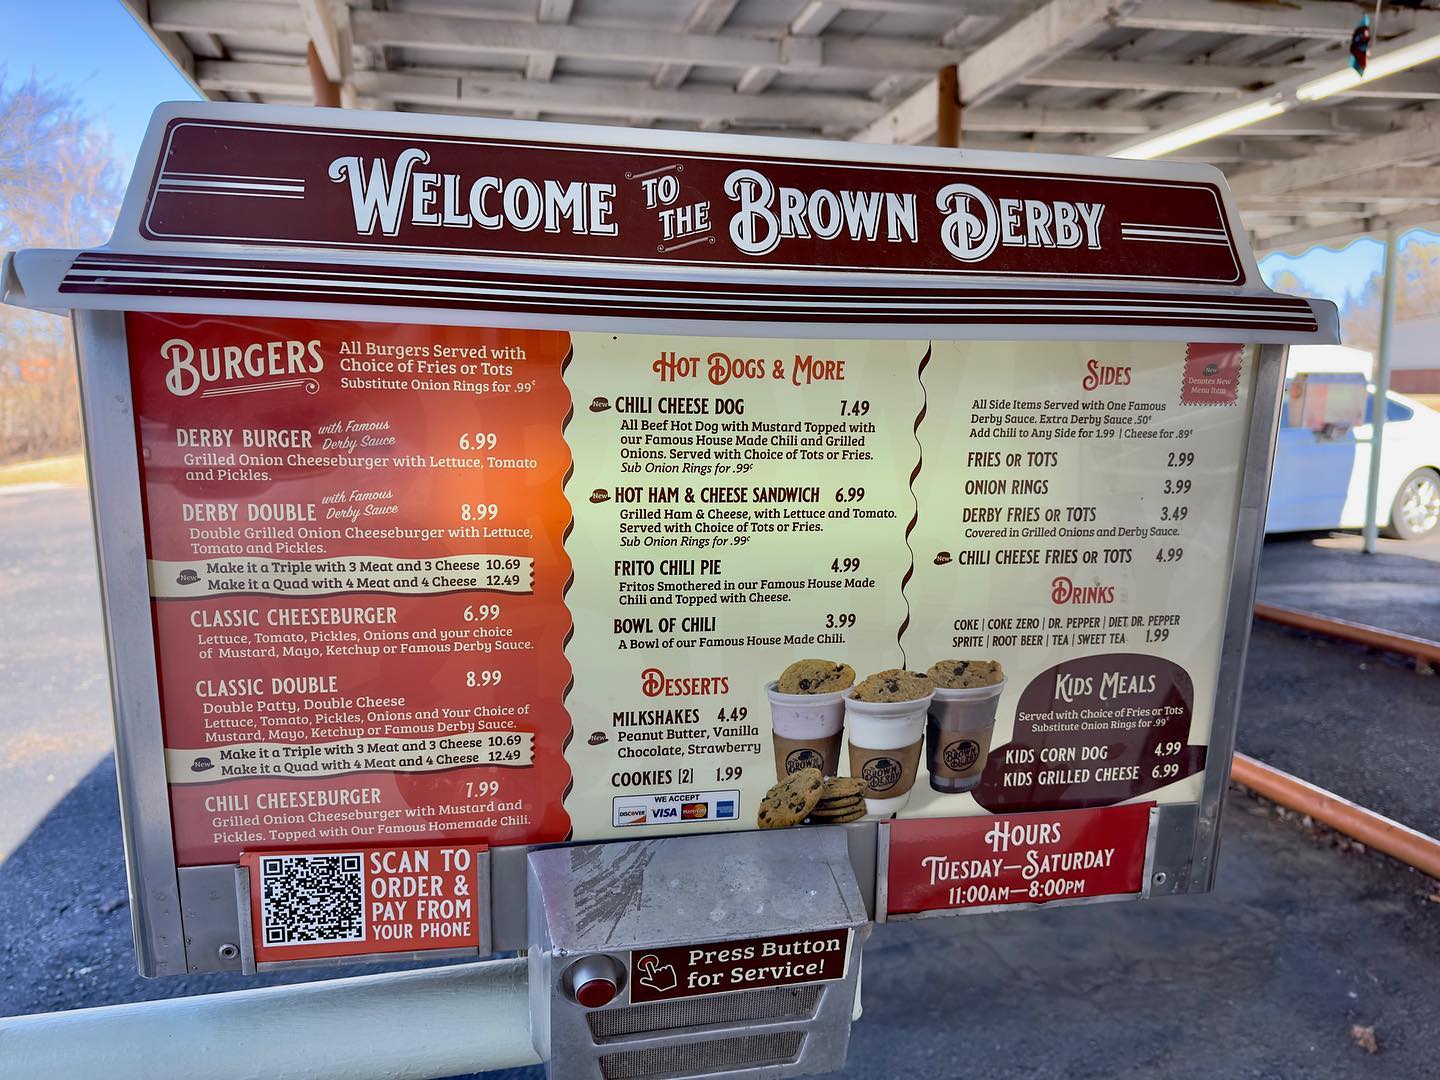 WELCOME TO THE BROWN DERBY
BURGERS
All Burgers Served with
Choice of Fries or Tots
Substitute Onion Rings for .99¢
DERBY BURGER with Famous Derby Sauce 6.99
Grilled Onion Cheeseburger with Lettuce, Tomato
and Pickles.
DERBY DOUBLE with Famous Derby Sauce 8.99
Double Grilled Onion Cheeseburger with Lettuce,
Tomato and Pickles.
New
Make it a Triple with 3 Meat and 3 Cheese 10.69
Make it a Quad with 4 Meat and 4 Cheese 12.49
CLASSIC CHEESEBURGER 6.99
Lettuce, Tomato, Pickles, Onions and your choice
of Mustard, Mayo, Ketchup or Famous Derby Sauce.
CLASSIC DOUBLE 8.99
Double Patty, Double Cheese
Lettuce, Tomato, Pickles, Onions and Your Choice of
Mustard, Mayo, Ketchup or Famous Derby Sauce.
New
Make it a Triple with 3 Meat and 3 Cheese 10.69
Make it a Quad with 4 Meat and 4 Cheese 12.49
CHILI CHEESEBURGER 7.99
Grilled Onion Cheeseburger with Mustard and
Pickles. Topped with Our Famous Homemade Chili.
HOT DOGS & MORE
New CHILI CHEESE DOG 7.49
All Beef Hot Dog with Mustard Topped with
our Famous House Made Chili and Grilled
Onions. Served with Choice of Tots or Fries.
Sub Onion Rings for .99¢
New HOT HAM & CHEESE SANDWICH 6.99
Grilled Ham & Cheese, with Lettuce and Tomato.
Served with Choice of Tots or Fries.
Sub Onion Rings for .99¢
FRITO CHILI PIE 4.99
Fritos Smothered in our Famous House Made
Chili and Topped with Cheese.
BOWL OF CHILI 3.99
A Bowl of our Famous House Made Chili.
DESSERTS
MILKSHAKES 4.49
New Peanut Butter, Vanilla
Chocolate, Strawberry
COOKIES [2] 1.99
WE ACCEPT
DISCOVER VISA MasterCard
BROWN
BROWN DERBY
BROWN DERBY
SIDES
New
Denotes New
Menu Item
All Side Items Served with One Famous
Derby Sauce. Extra Derby Sauce .50¢
Add Chili to Any Side for 1.99 | Cheese for .89¢
FRIES OR TOTS 2.99
ONION RINGS 3.99
DERBY FRIES OR TOTS 3.49
Covered in Grilled Onions and Derby Sauce.
New CHILI CHEESE FRIES OR TOTS 4.99
DRINKS
COKE | COKE ZERO | DR. PEPPER | DIET DR. PEPPER
SPRITE | ROOT BEER | TEA | SWEET TEA 1.99
KIDS MEALS
Served with Choice of Fries or Tots
Substitute Onion Rings for .99¢
KIDS CORN DOG 4.99
KIDS GRILLED CHEESE 6.99
SCAN TO
ORDER &
PAY FROM
YOUR PHONE
HOURS
TUESDAY—SATURDAY
11:00AM—8:00PM
Press Button
for Service!